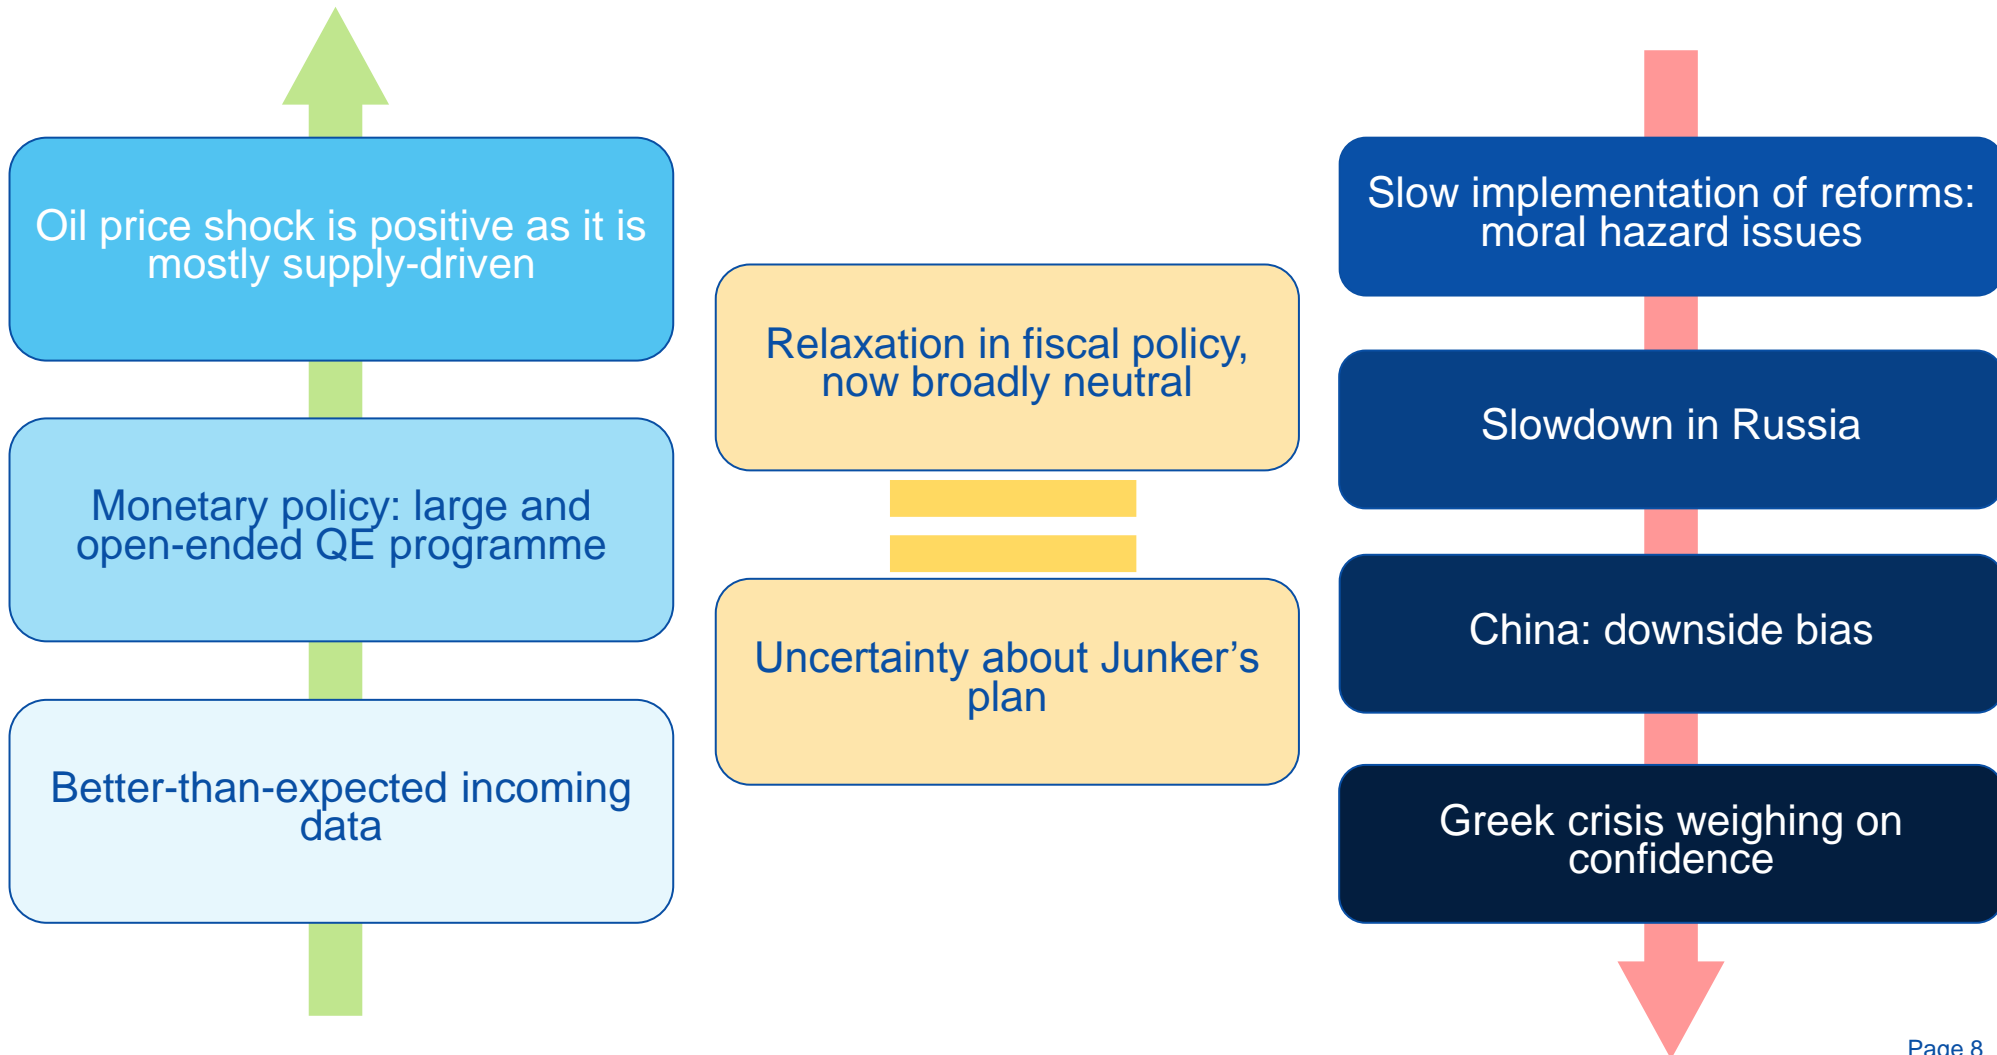 Oil price shock is positive as it is
mostly supply-driven
Monetary policy: large and
open-ended QE programme
Better-than-expected incoming
data
Relaxation in fiscal policy,
now broadly neutral
Uncertainty about Junker’s
plan
Slow implementation of reforms:
moral hazard issues
Slowdown in Russia
China: downside bias
Greek crisis weighing on
confidence
Page 8